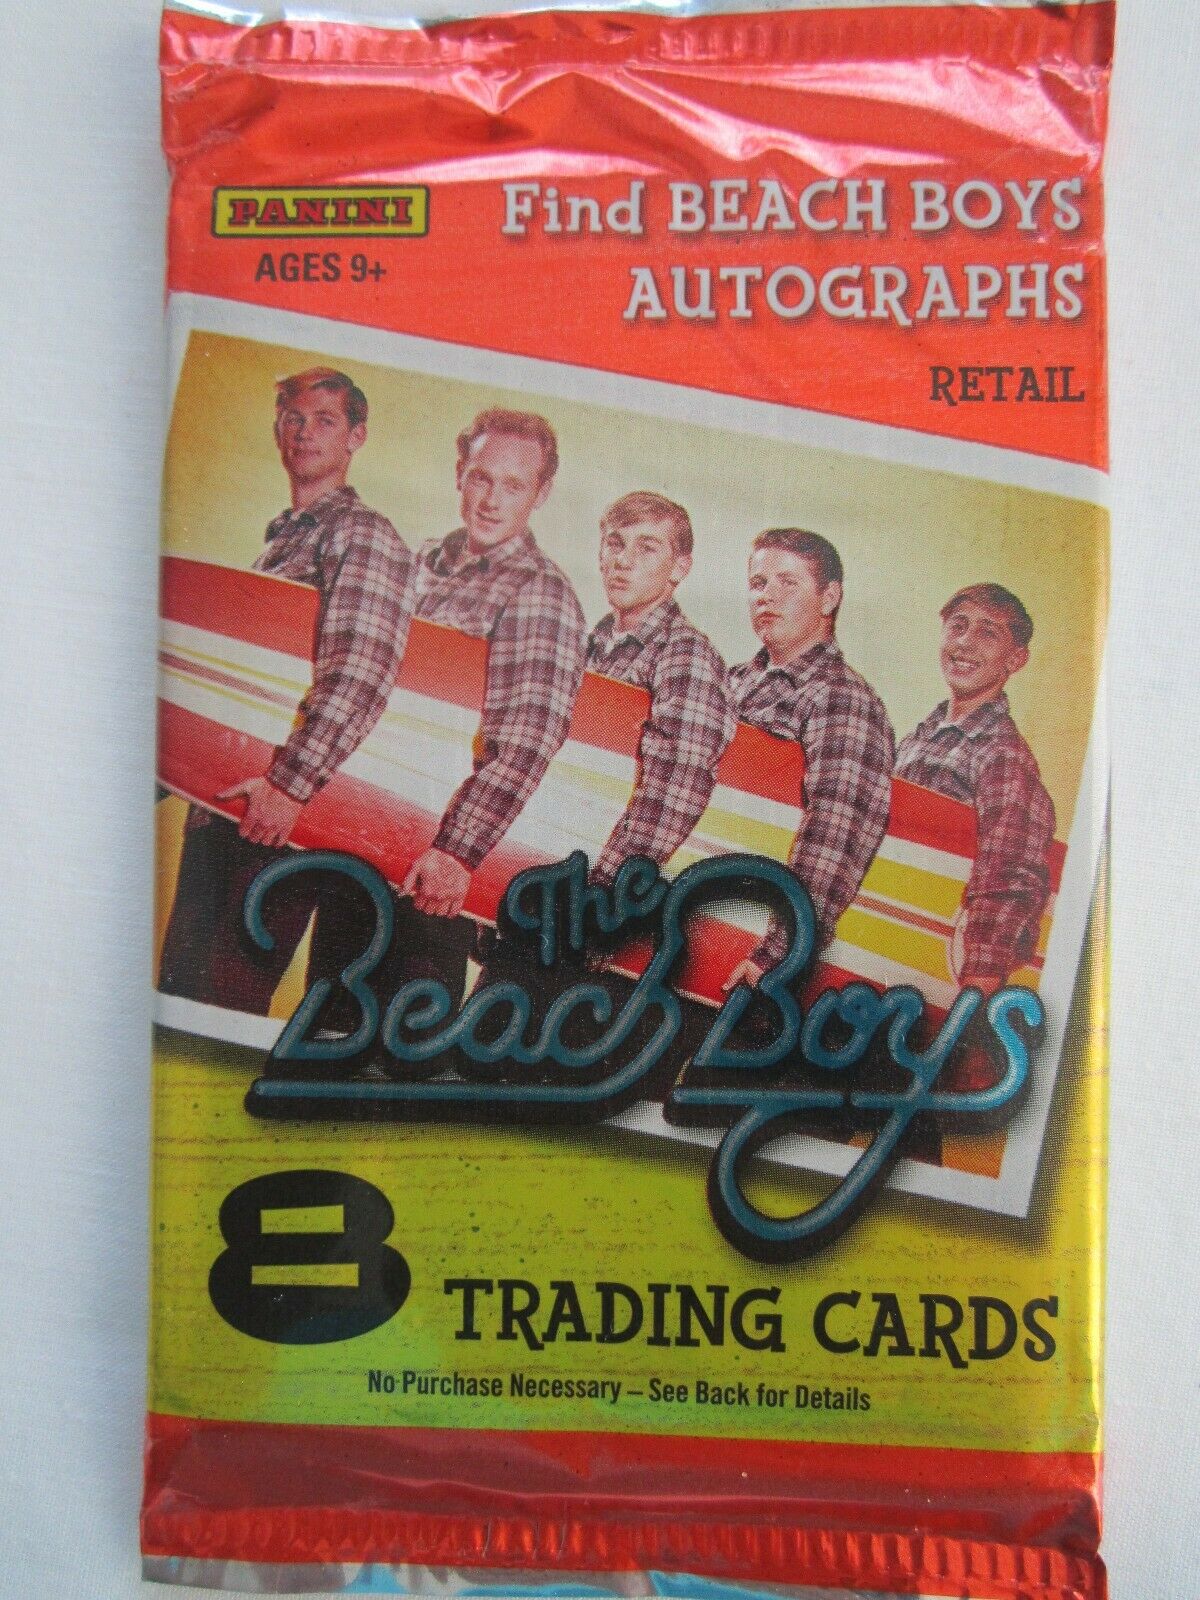 PANINI
AGES 9+
Find BEACH BOYS
AUTOGRAPHS
RETAIL
The
Beach Boys
8 TRADING CARDS
No Purchase Necessary – See Back for Details